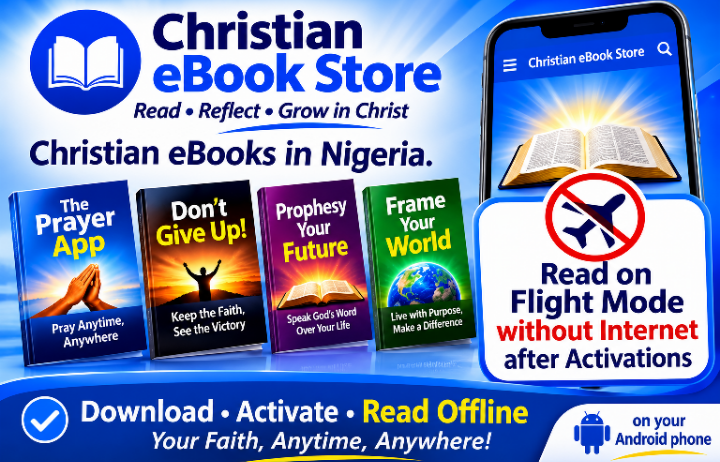 Christian
eBook Store
Read • Reflect • Grow in Christ
Christian eBooks in Nigeria.
Christian eBook Store
The
Prayer
App
Pray Anytime,
Anywhere
Don't
Give Up!
Keep the Faith,
See the Victory
Prophesy
Your
Future
Speak God's Word
Over Your Life
Frame
Your
World
Live with Purpose,
Make a Difference
Read on
Flight Mode
without Internet
after Activations
Download • Activate • Read Offline
Your Faith, Anytime, Anywhere!
on your
Android phone